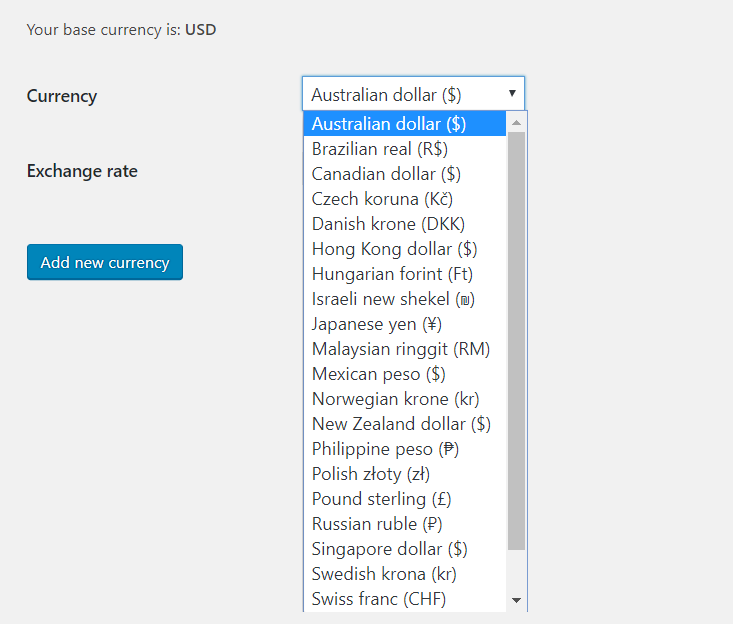 Your base currency is: USD
Currency
Australian dollar ($)
Australian dollar ($)
Brazilian real (R$)
Canadian dollar ($)
Czech koruna (Kč)
Danish krone (DKK)
Hong Kong dollar ($)
Hungarian forint (Ft)
Israeli new shekel (₪)
Japanese yen (¥)
Malaysian ringgit (RM)
Mexican peso ($)
Norwegian krone (kr)
New Zealand dollar ($)
Philippine peso (₱)
Polish złoty (zł)
Pound sterling (£)
Russian ruble (₽)
Singapore dollar ($)
Swedish krona (kr)
Swiss franc (CHF)
Exchange rate
Add new currency